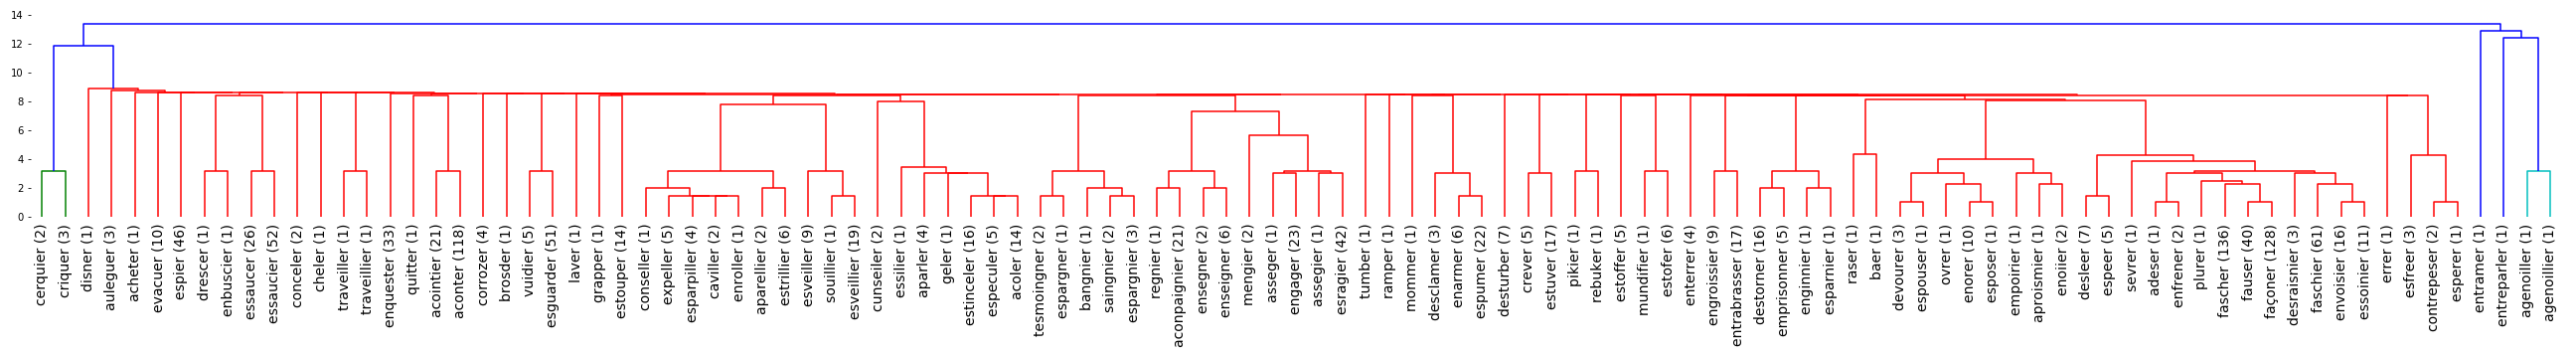 14
12
10
8
6
4
2
0
cerquier (2)
criquer (3)
disner (1)
auleguer (3)
acheter (1)
evacuer (10)
espier (46)
drescer (1)
enbuscier (1)
essaucer (26)
essaucier (52)
conceler (2)
cheler (1)
traveller (1)
traveillier (1)
enquester (33)
quitter (1)
acointier (21)
aconter (118)
corrozer (4)
brosder (1)
vuidier (5)
esguarder (51)
laver (1)
grapper (1)
estouper (14)
conseller (1)
expeller (5)
esparpiller (4)
caviller (2)
enroller (1)
aparellier (2)
estrillier (6)
esveiller (9)
souillier (1)
esveillier (19)
cunseiler (2)
essilier (1)
aparler (4)
geler (1)
estinceler (16)
especuler (5)
acoler (14)
tesmoingner (2)
espargner (1)
bangnier (1)
saingnier (2)
espargnier (3)
regnier (1)
aconpaignier (21)
ensegner (2)
enseigner (6)
mengier (2)
asseger (1)
engager (23)
assegier (1)
esragier (42)
tumber (1)
ramper (1)
mommer (1)
desclamer (3)
enarmer (6)
espumer (22)
desturber (7)
crever (5)
estuver (17)
pikier (1)
rebuker (1)
estoffer (5)
mundifier (1)
estofer (6)
enterrer (4)
engroissier (9)
entrabrasser (17)
destorner (16)
emprisonner (5)
enginnier (1)
esparnier (1)
raser (1)
baer (1)
devourer (3)
espouser (1)
ovrer (1)
enorer (10)
esposer (1)
empoirier (1)
aproismier (1)
enoiier (2)
desleer (7)
espeer (5)
sevrer (1)
adeser (1)
enfrener (2)
plurer (1)
fascher (136)
fauser (40)
façoner (128)
desraisnier (3)
faschier (61)
envoisier (16)
essoinier (11)
errer (1)
esfreer (3)
contrepeser (2)
esperer (1)
entramer (1)
entreparler (1)
agenoiller (1)
agenoillier (1)